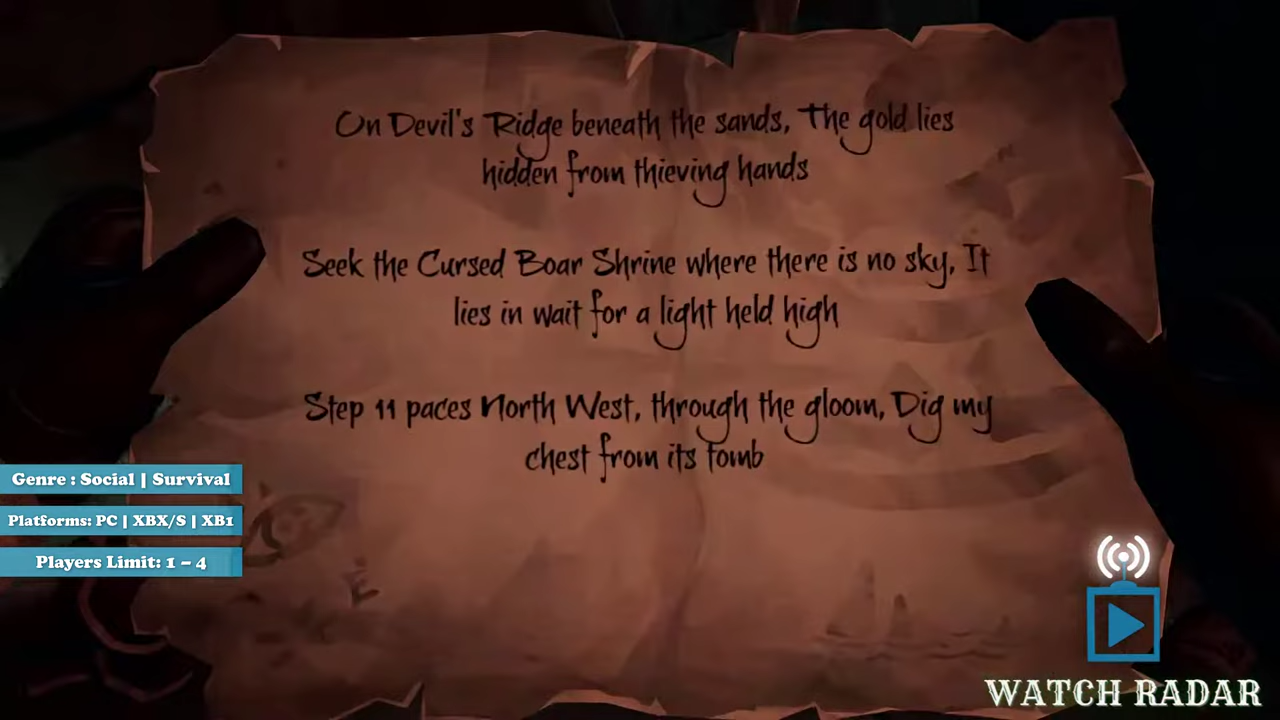 On Devil's Ridge beneath the sands, The gold lies
hidden from thieving hands
Seek the Cursed Boar Shrine where there is no sky, It
lies in wait for a light held high
Step 11 paces North West, through the gloom, Dig my
chest from its tomb
Genre : Social | Survival
Platforms: PC | XBX/S | XB1
Players Limit: 1 – 4
E
WATCH RADAR